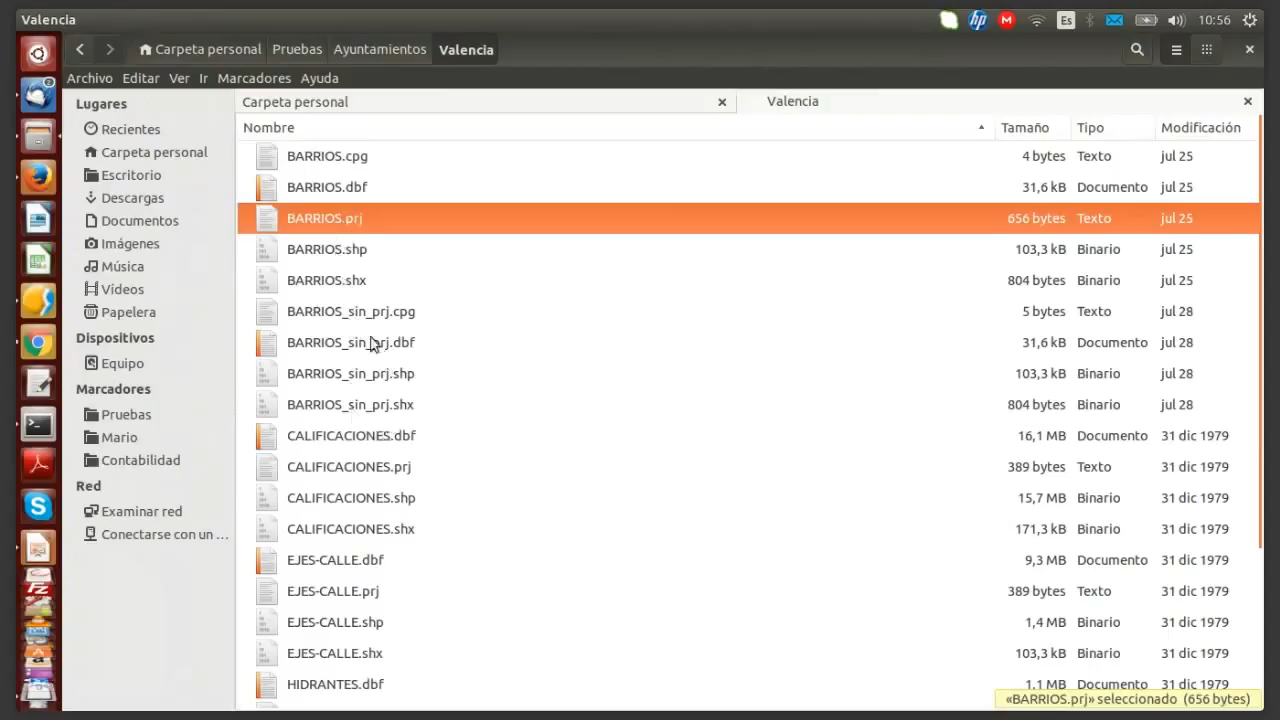 Valencia
Es
10:56
Carpeta personal Pruebas Ayuntamientos Valencia
Archivo Editar Ver Ir Marcadores Ayuda
Lugares
Recientes
Carpeta personal
Escritorio
Descargas
Documentos
Imágenes
Música
Vídeos
Papelera
Dispositivos
Equipo
Marcadores
Pruebas
Mario
Contabilidad
Red
Examinar red
Conectarse con un ...
Carpeta personal
Valencia
Nombre Tamaño Tipo Modificación
BARRIOS.cpg 4 bytes Texto jul 25
BARRIOS.dbf 31,6 kB Documento jul 25
BARRIOS.prj 656 bytes Texto jul 25
BARRIOS.shp 103,3 kB Binario jul 25
BARRIOS.shx 804 bytes Binario jul 25
BARRIOS_sin_prj.cpg 5 bytes Texto jul 28
BARRIOS_sin_prj.dbf 31,6 kB Documento jul 28
BARRIOS_sin_prj.shp 103,3 kB Binario jul 28
BARRIOS_sin_prj.shx 804 bytes Binario jul 28
CALIFICACIONES.dbf 16,1 MB Documento 31 dic 1979
CALIFICACIONES.prj 389 bytes Texto 31 dic 1979
CALIFICACIONES.shp 15,7 MB Binario 31 dic 1979
CALIFICACIONES.shx 171,3 kB Binario 31 dic 1979
EJES-CALLE.dbf 9,3 MB Documento 31 dic 1979
EJES-CALLE.prj 389 bytes Texto 31 dic 1979
EJES-CALLE.shp 1,4 MB Binario 31 dic 1979
EJES-CALLE.shx 103,3 kB Binario 31 dic 1979
HIDRANTES.dbf 1,1 MB Documento 31 dic 1979
«BARRIOS.prj» seleccionado (656 bytes)